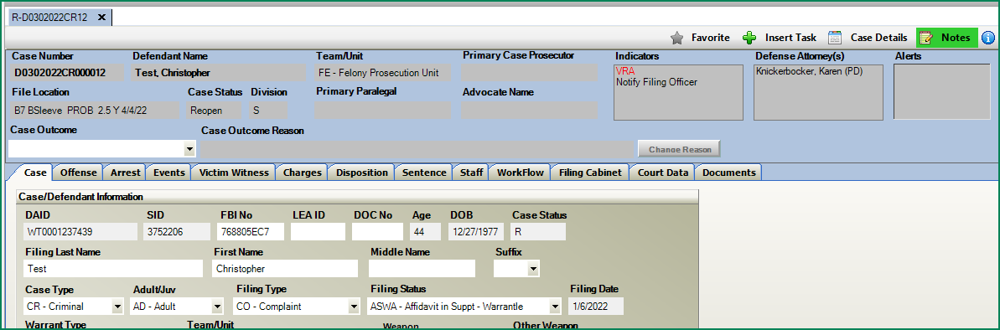 R-D0302022CR12 X
Favorite Insert Task Case Details Notes
Case Number Defendant Name Team/Unit Primary Case Prosecutor Indicators Defense Attorney(s) Alerts
D0302022CR000012 Test, Christopher FE - Felony Prosecution Unit VRA Knickerbocker, Karen (PD)
Notify Filing Officer
File Location Case Status Division Primary Paralegal Advocate Name
B7 BSleeve PROB 2.5 Y 4/4/22 Reopen S
Case Outcome Case Outcome Reason
Change Reason
Case Offense Arrest Events Victim Witness Charges Disposition Sentence Staff WorkFlow Filing Cabinet Court Data Documents
Case/Defendant Information
DAID SID FBI No LEA ID DOC No Age DOB Case Status
WT0001237439 3752206 768805EC7 44 12/27/1977 R
Filing Last Name First Name Middle Name Suffix
Test Christopher
Case Type Adult/Juv Filing Type Filing Status Filing Date
CR - Criminal AD - Adult CO - Complaint ASWA - Affidavit in Suppt - Warrantle 1/6/2022
Warrant Type Team/Unit Weapon Other Weapon